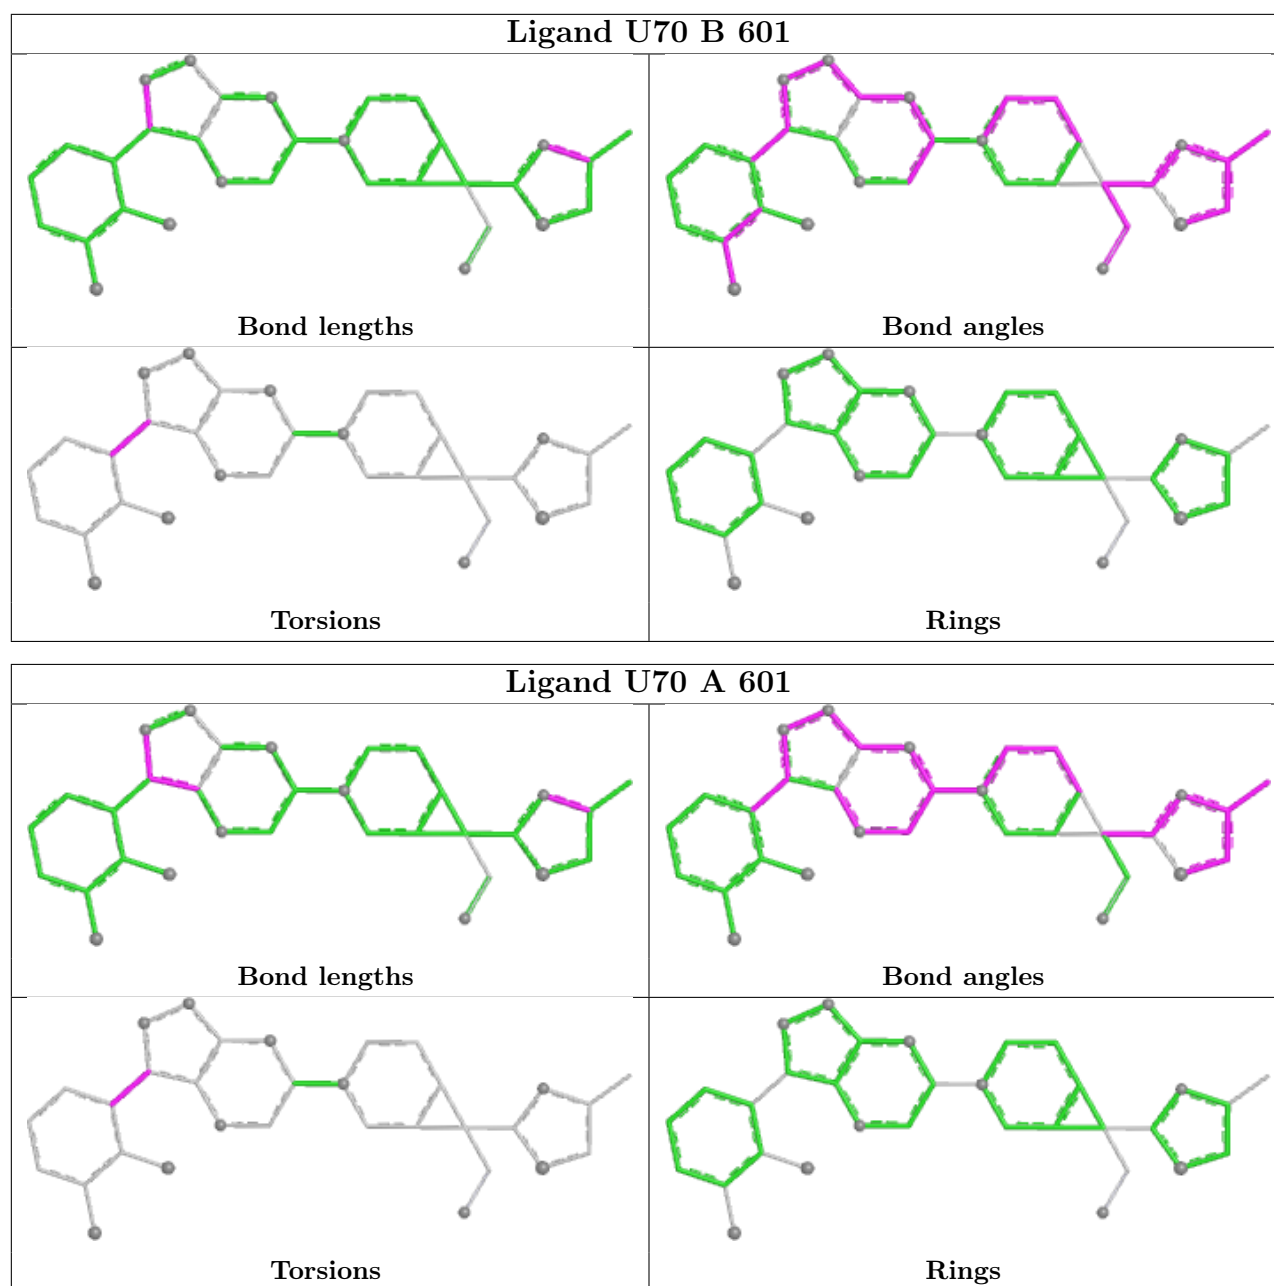 Ligand U70 B 601
Bond lengths
Bond angles
Torsions
Rings
Ligand U70 A 601
Bond lengths
Bond angles
Torsions
Rings